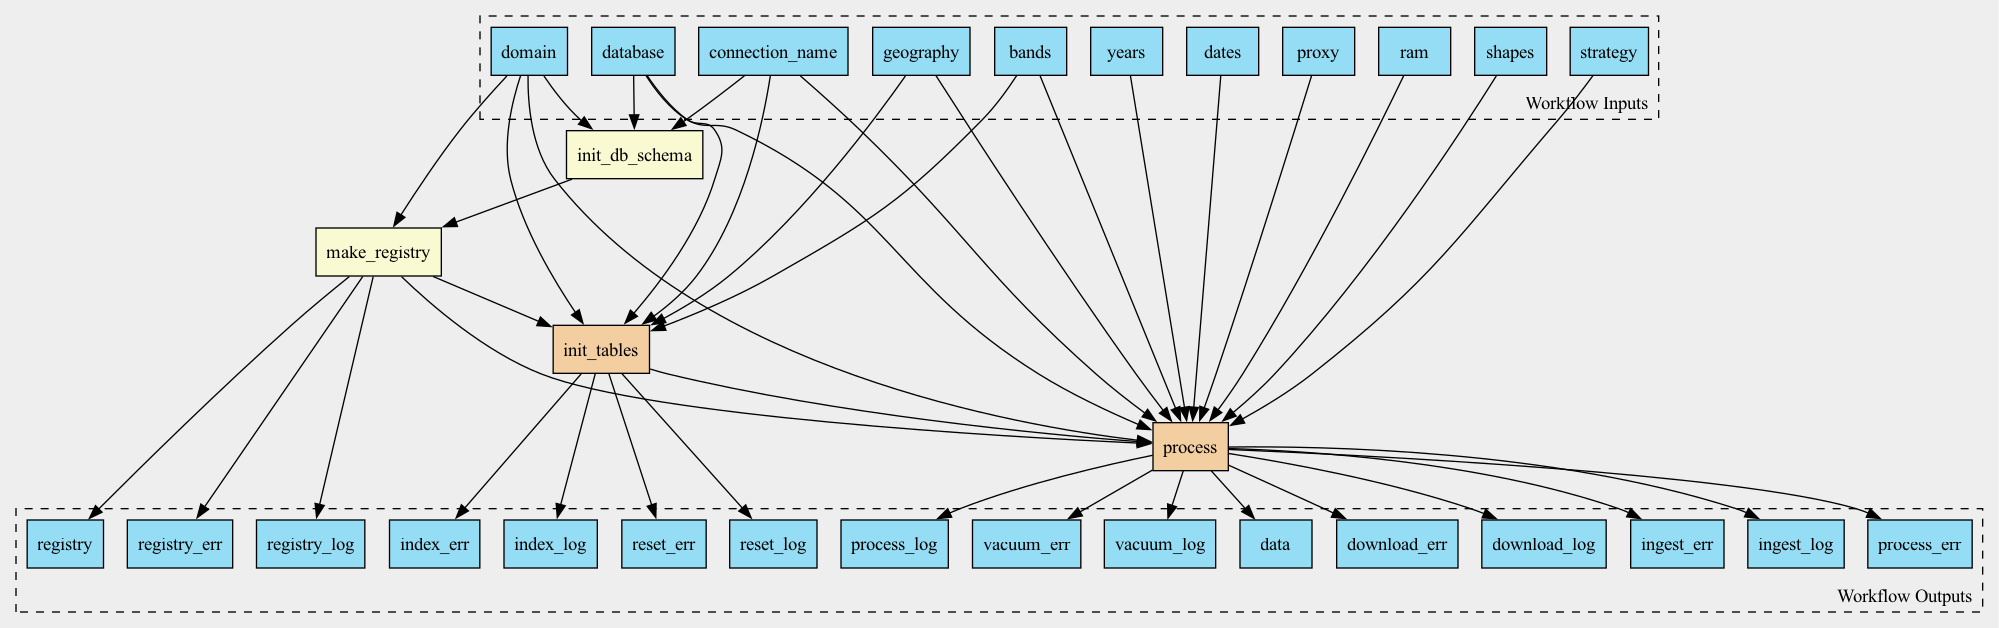 domain
database
connection_name
geography
bands
years
dates
proxy
ram
shapes
strategy
Workflow Inputs
init_db_schema
make_registry
init_tables
process
registry
registry_err
registry_log
index_err
index_log
reset_err
reset_log
process_log
vacuum_err
vacuum_log
data
download_err
download_log
ingest_err
ingest_log
process_err
Workflow Outputs